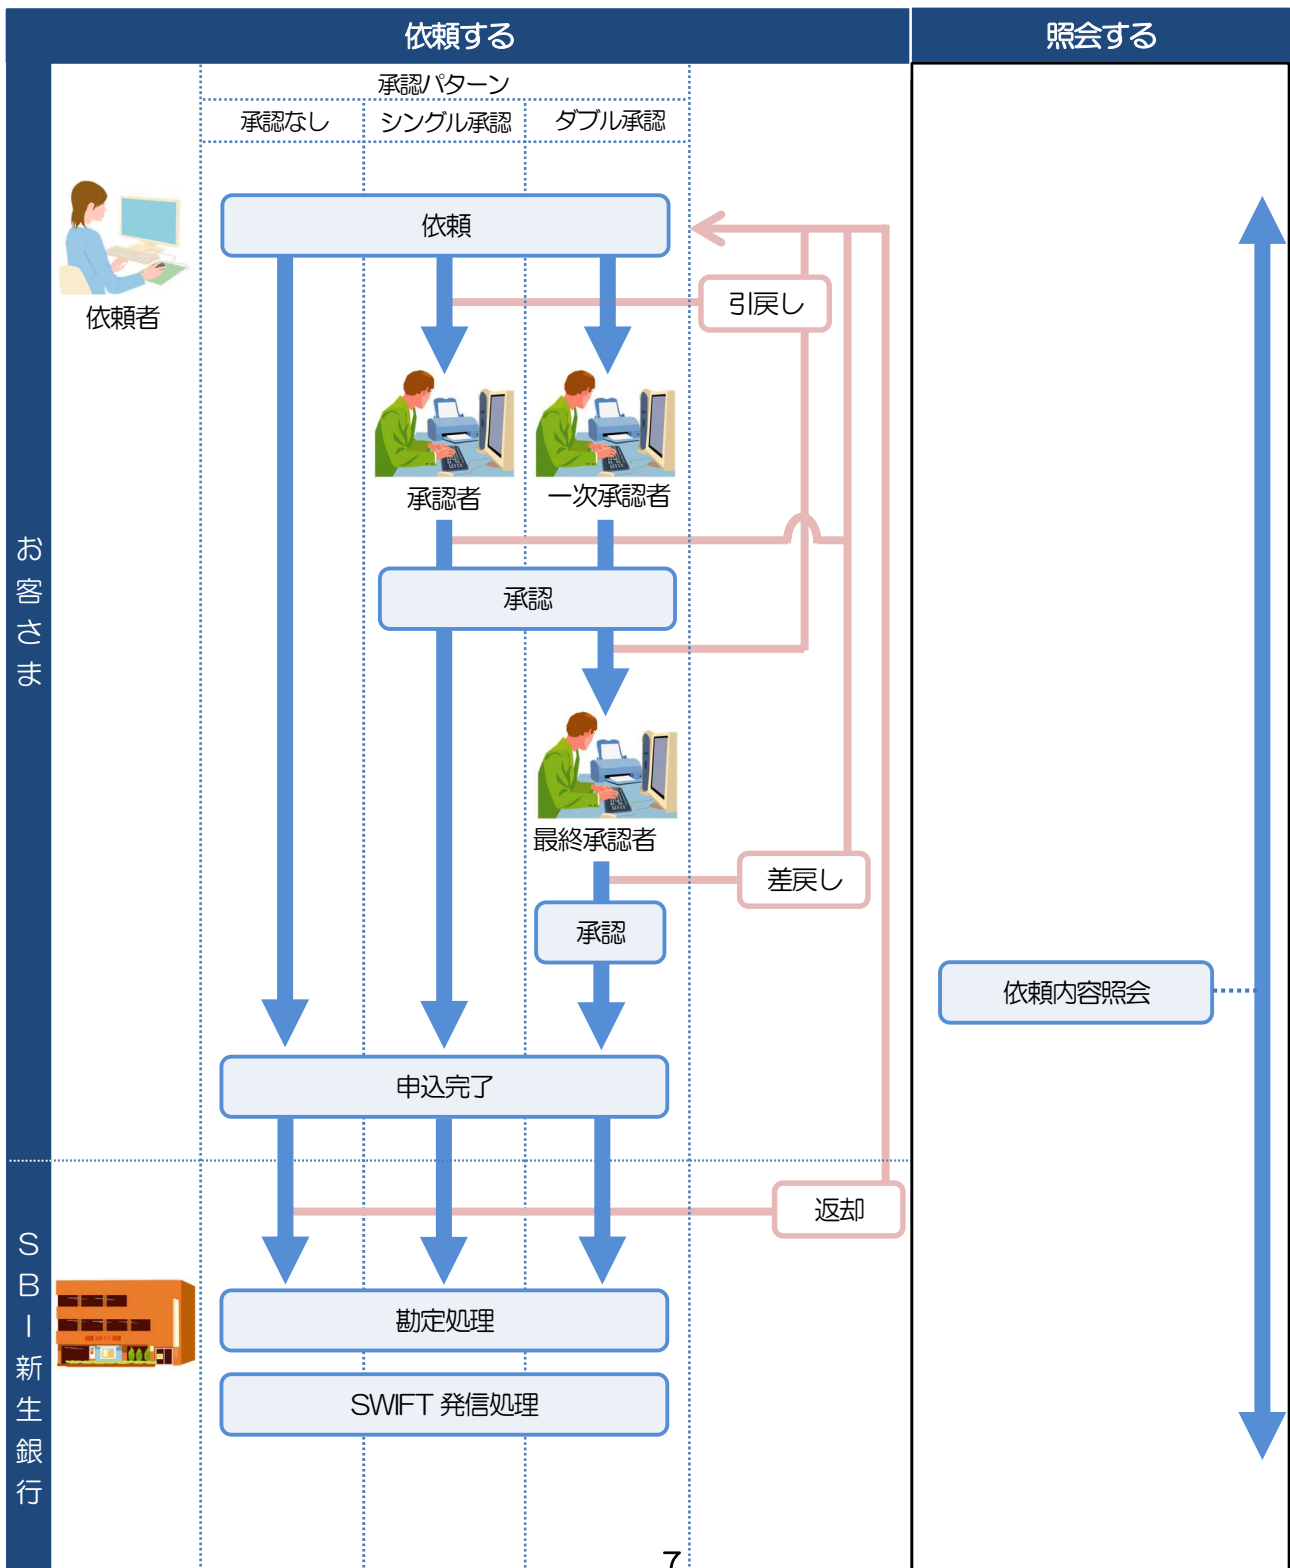 依頼する
照会する
承認パターン
承認なし
シングル承認
ダブル承認
依頼
依頼者
引戻し
承認者
一次承認者
お客さま
承認
最終承認者
差戻し
承認
依頼内容照会
申込完了
返却
SBI新生銀行
勘定処理
SWIFT 発信処理
7